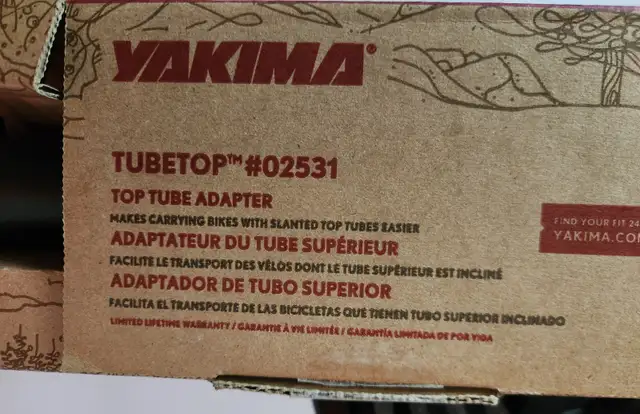 YAKIMA®
TUBETOP™ #02531
TOP TUBE ADAPTER
MAKES CARRYING BIKES WITH SLANTED TOP TUBES EASIER
ADAPTATEUR DU TUBE SUPÉRIEUR
FACILITE LE TRANSPORT DES VÉLOS DONT LE TUBE SUPÉRIEUR EST INCLINÉ
ADAPTADOR DE TUBO SUPERIOR
FACILITA EL TRANSPORTE DE LAS BICICLETAS QUE TIENEN TUBO SUPERIOR INCLINADO
LIMITED LIFETIME WARRANTY / GARANTIE À VIE LIMITÉE / GARANTÍA LIMITADA DE POR VIDA
FIND YOUR FIT 24
YAKIMA.CO